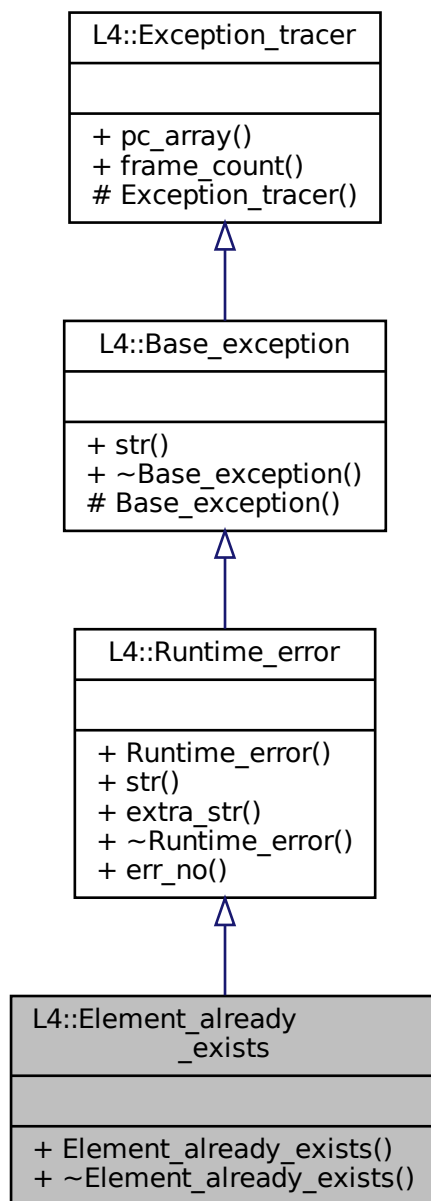 L4::Exception_tracer
+ pc_array()
+ frame_count()
# Exception_tracer()
L4::Base_exception
+ str()
+ ~Base_exception()
# Base_exception()
L4::Runtime_error
+ Runtime_error()
+ str()
+ extra_str()
+ ~Runtime_error()
+ err_no()
L4::Element_already
_exists
+ Element_already_exists()
+ ~Element_already_exists()